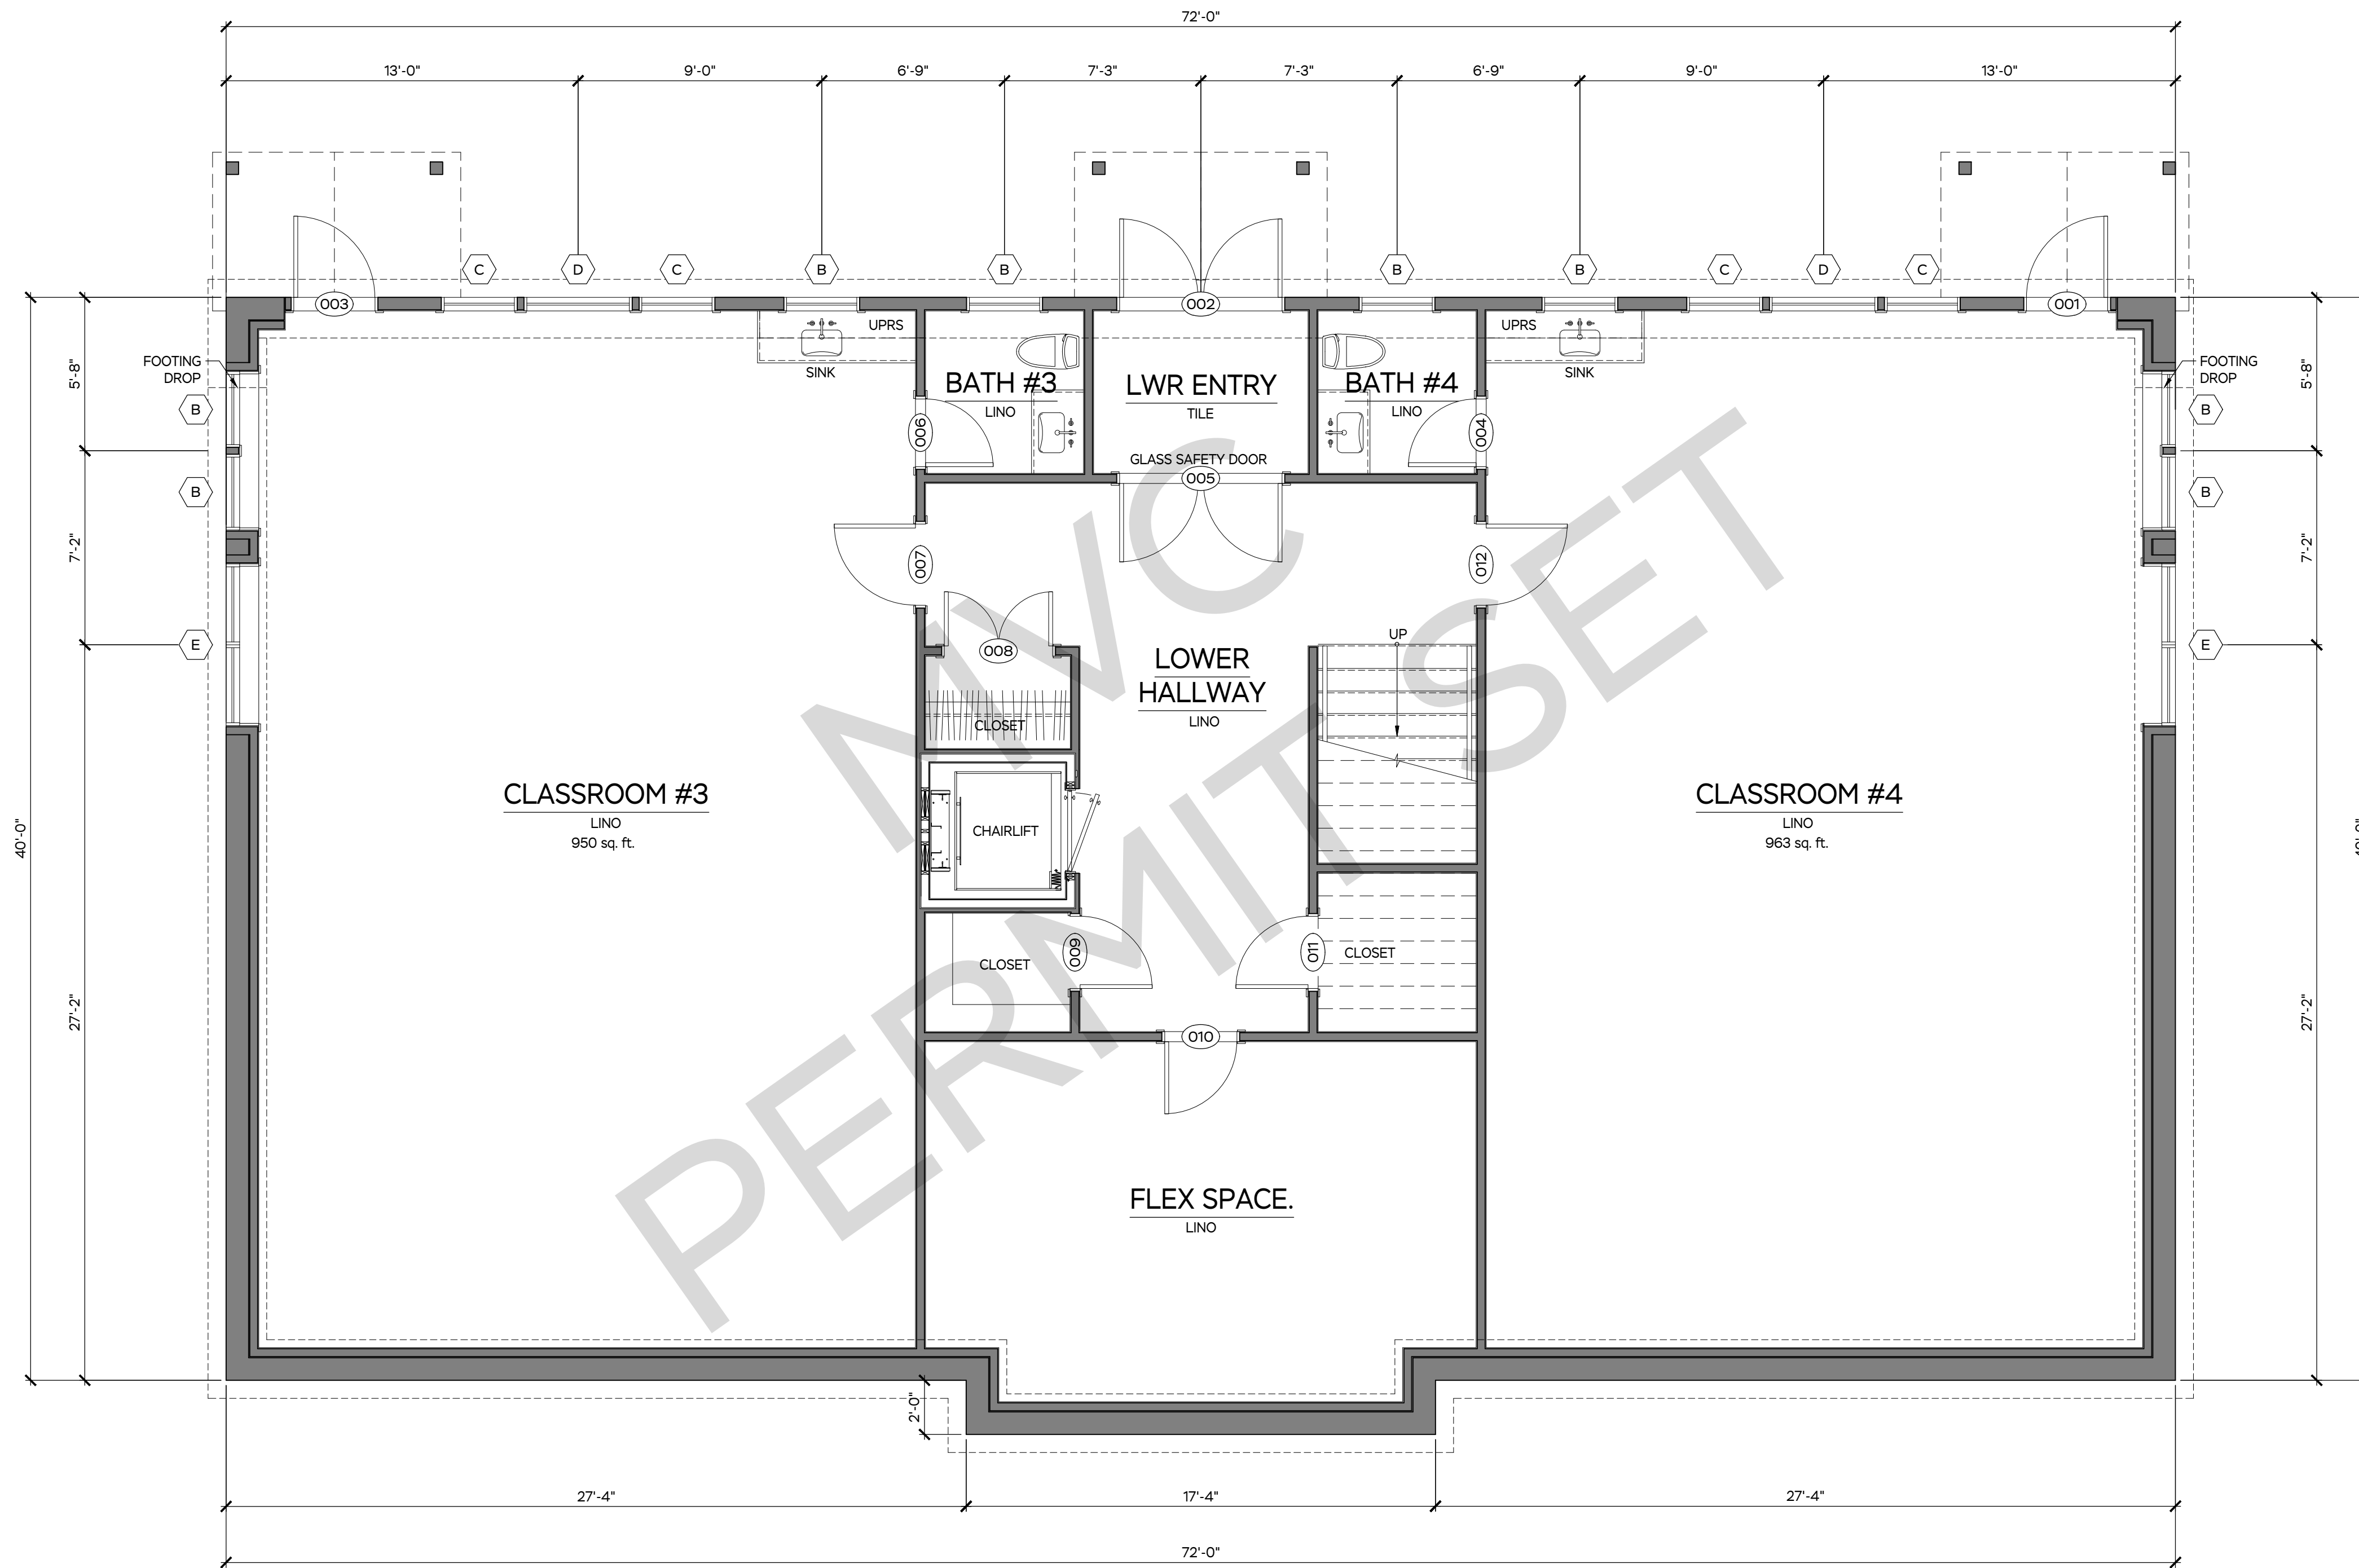 72'-0"
13'-0"
9'-0"
6'-9"
7'-3"
7'-3"
6'-9"
9'-0"
13'-0"
C
D
C
B
B
B
B
C
D
C
003
002
001
UPRS
SINK
UPRS
SINK
FOOTING
DROP
FOOTING
DROP
5'-8"
5'-8"
B
B
BATH #3
LINO
LWR ENTRY
TILE
BATH #4
LINO
006
004
GLASS SAFETY DOOR
005
B
B
7'-2"
7'-2"
007
012
008
E
E
UP
LOWER
HALLWAY
LINO
CLOSET
CLASSROOM #3
LINO
950 sq. ft.
CHAIRLIFT
CLASSROOM #4
LINO
963 sq. ft.
40'-0"
27'-2"
27'-2"
CLOSET
009
011
CLOSET
010
FLEX SPACE.
LINO
MVC
PERMIT SET
2'-0"
27'-4"
17'-4"
27'-4"
72'-0"